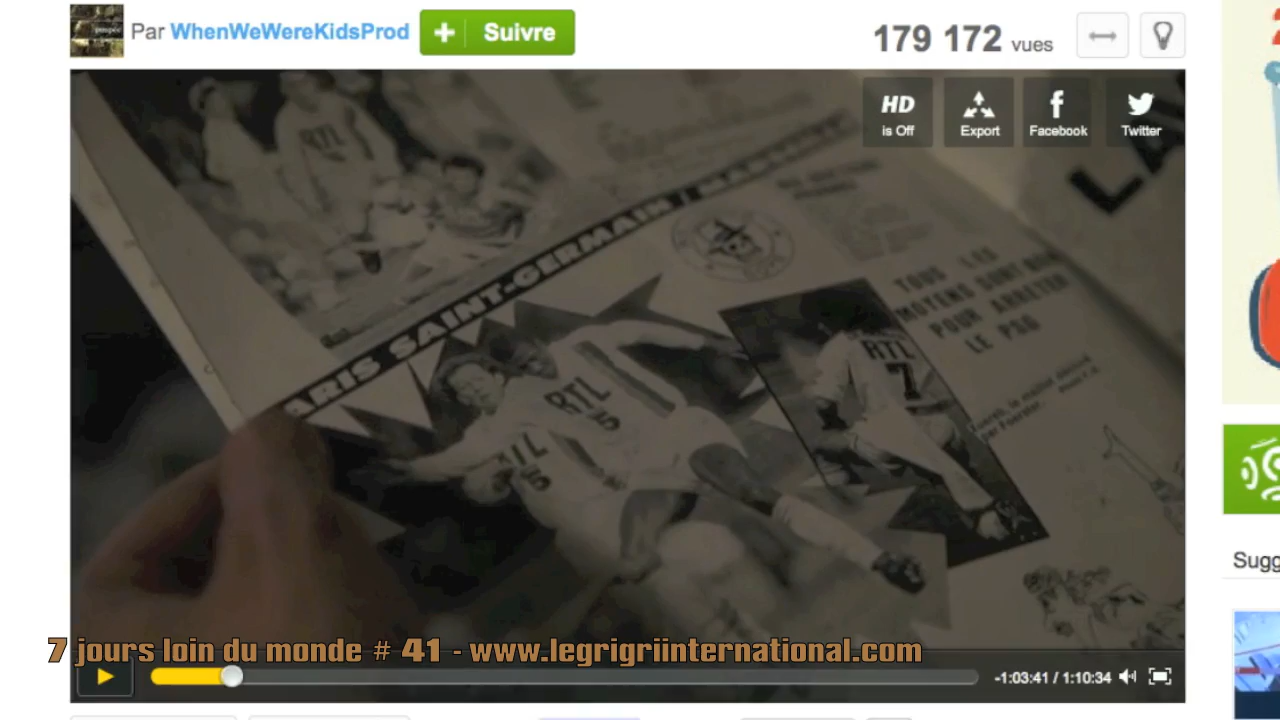 Par WhenWeWereKidsProd
+ Suivre
179 172 vues
HD
is Off
Export
Facebook
Twitter
RTL
PARIS SAINT-GERMAIN /
TOUS LES
MOYENS SONT BONS
POUR ARRETER
LE PSG
RTL
5
RTL
5
RTL
7
7 jours loin du monde # 41 - www.legrigriinternational.com
-1:03:41 / 1:10:34
Sugg